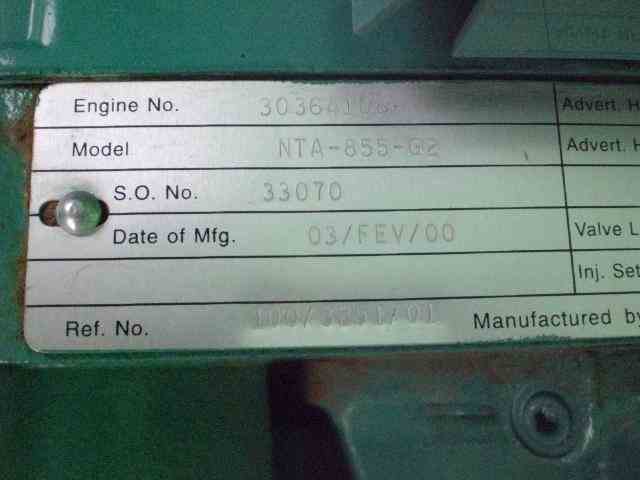 Engine No. Advert. H
Model NTA-855-G2 Advert. H
S.O. No. 33070
Date of Mfg. 03/FEV/00 Valve L
Inj. Set
Ref. No. Manufactured by